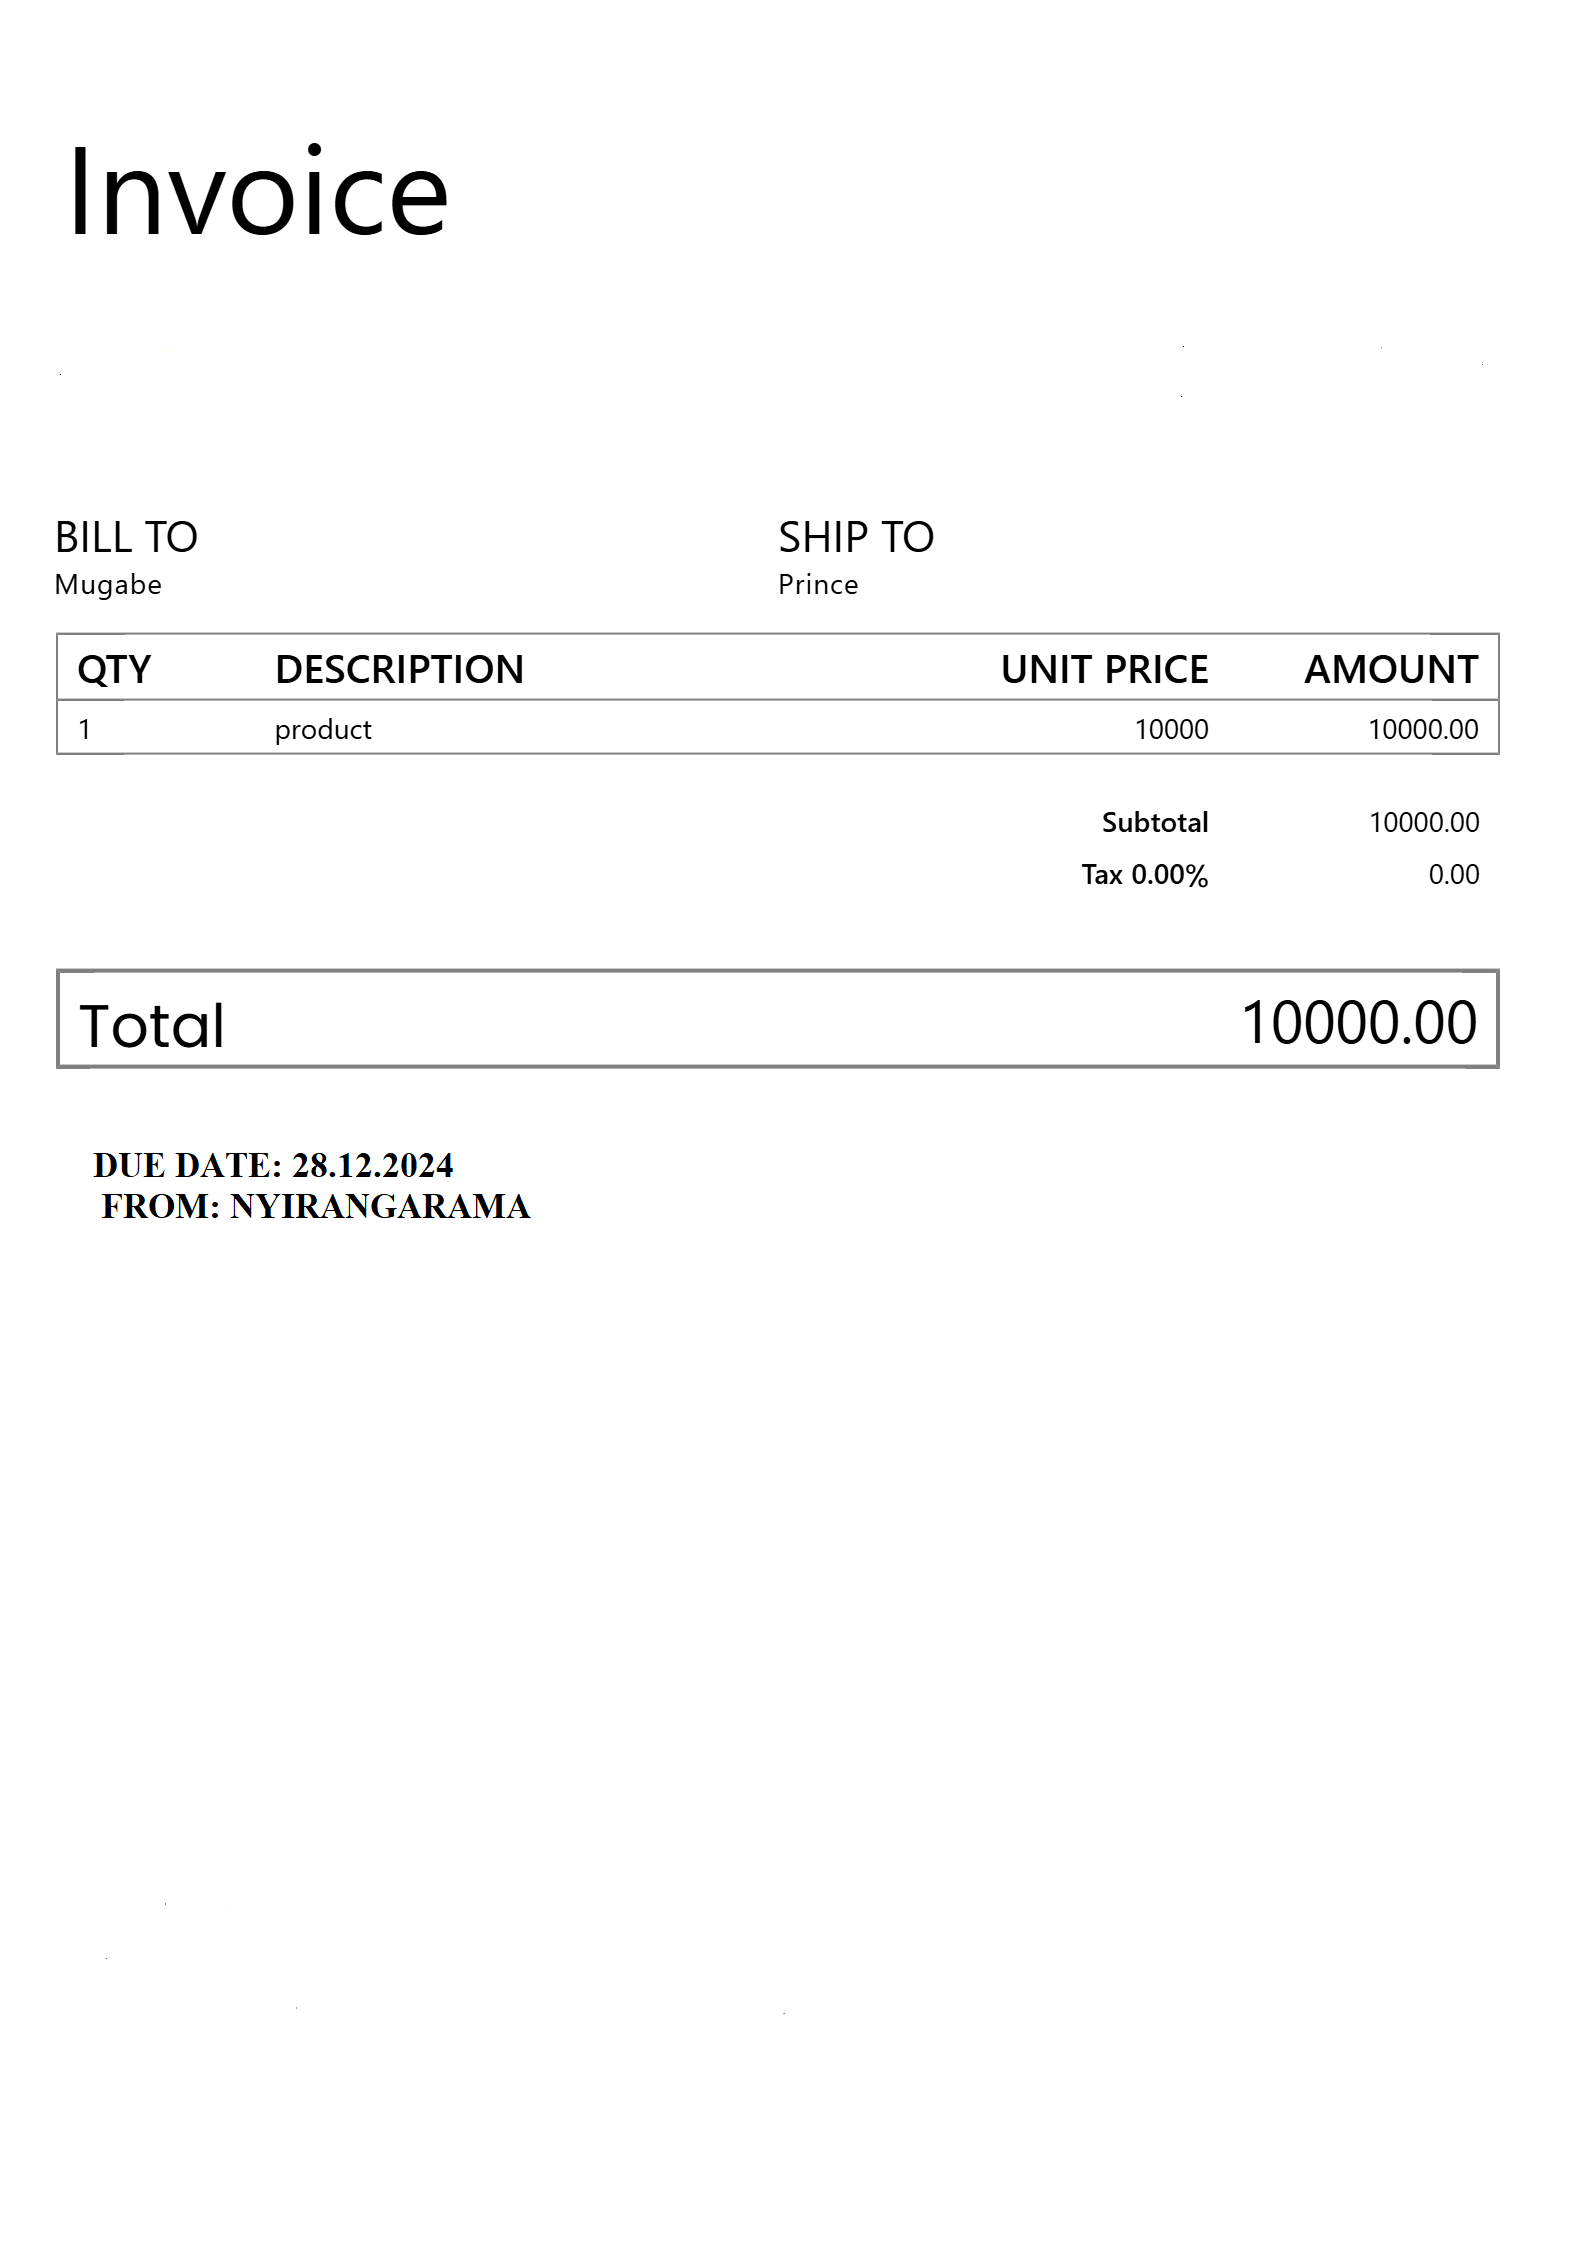 Invoice
BILL TO
Mugabe
SHIP TO
Prince
QTY DESCRIPTION UNIT PRICE AMOUNT
1 product 10000 10000.00
Subtotal 10000.00
Tax 0.00% 0.00
Total 10000.00
DUE DATE: 28.12.2024
FROM: NYIRANGARAMA